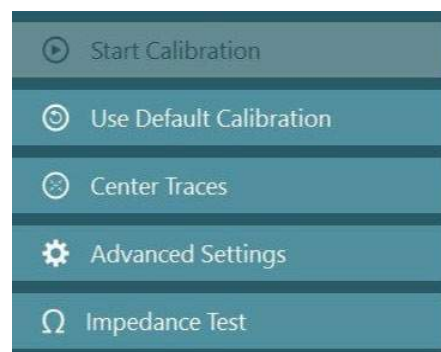 Start Calibration
Use Default Calibration
Center Traces
Advanced Settings
Ω Impedance Test